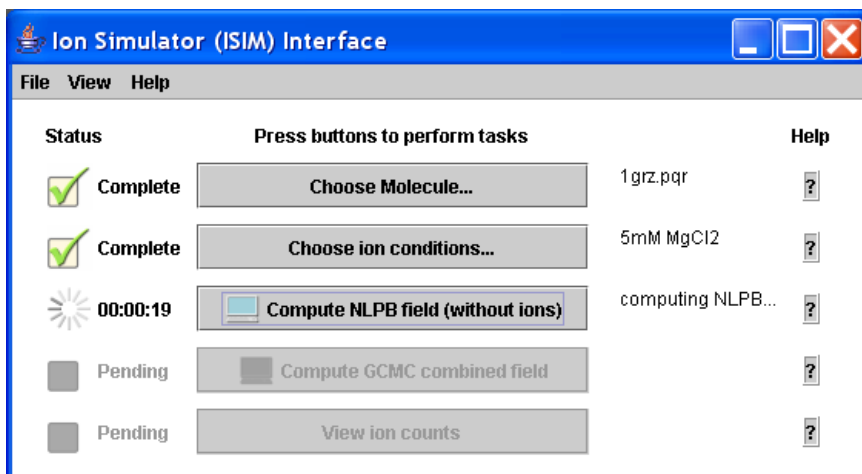 Ion Simulator (ISIM) Interface
File View Help
Status Press buttons to perform tasks Help
Complete Choose Molecule... 1grz.pqr ?
Complete Choose ion conditions... 5mM MgCl2 ?
00:00:19 Compute NLPB field (without ions) computing NLPB... ?
Pending Compute GCMC combined field ?
Pending View ion counts ?